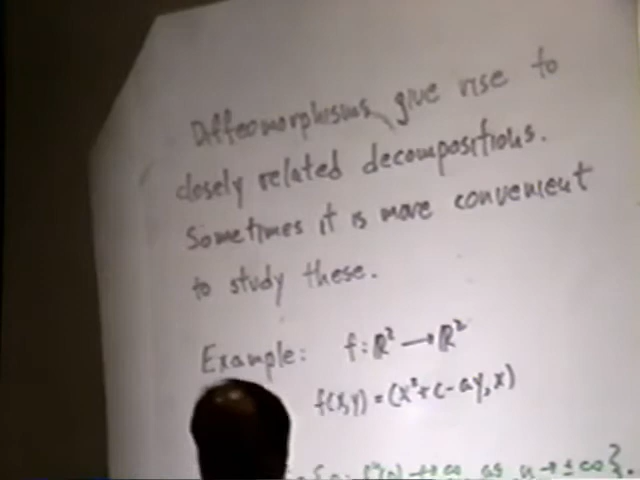 Diffeomorphisms give rise to
closely related decompositions.
Sometimes it is more convenient
to study these.
Example: f: ℝ² → ℝ²
f(x,y) = (x²+c-ay, x)
as n → ±∞}.